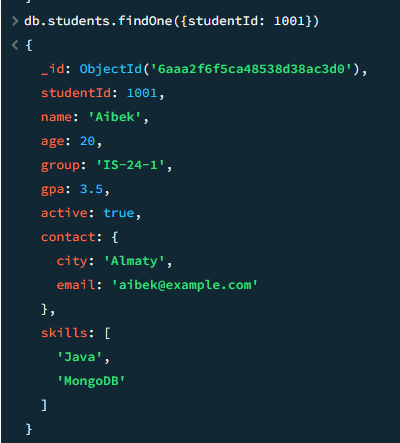 db.students.findOne({studentId: 1001})
{
_id: ObjectId('6aaa2f6f5ca48538d38ac3d0'),
studentId: 1001,
name: 'Aibek',
age: 20,
group: 'IS-24-1',
gpa: 3.5,
active: true,
contact: {
city: 'Almaty',
email: 'aibek@example.com'
},
skills: [
'Java',
'MongoDB'
]
}